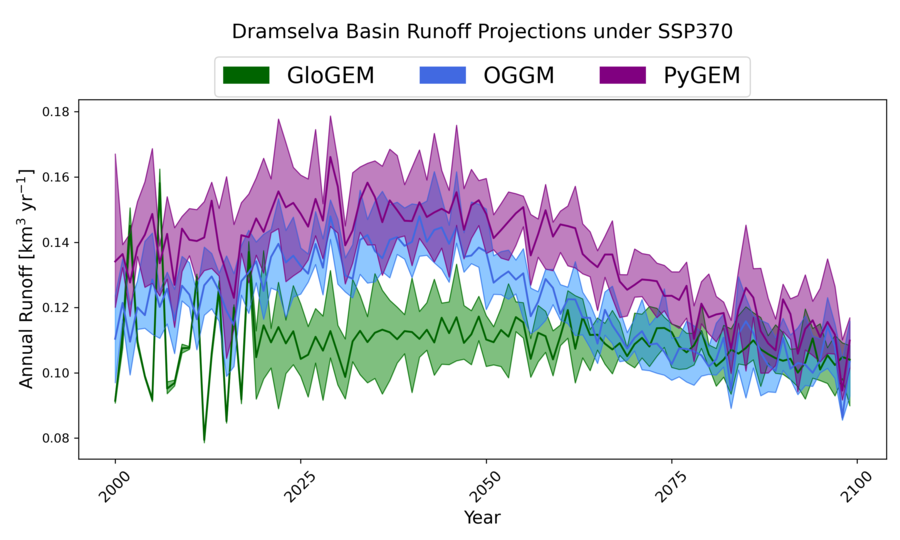 Dramselva Basin Runoff Projections under SSP370
GloGEM OGGM PyGEM
Annual Runoff [km³ yr⁻¹]
0.18
0.16
0.14
0.12
0.10
0.08
2000 2025 2050 2075 2100
Year